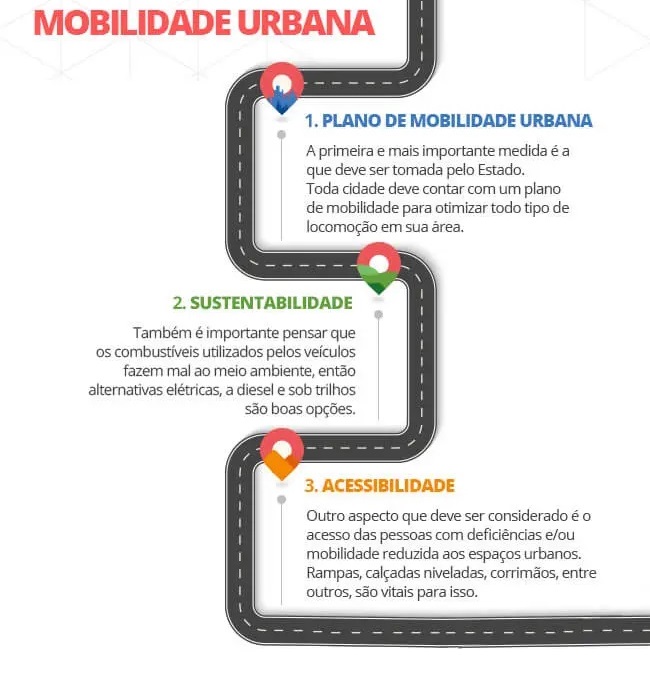 MOBILIDADE URBANA
1. PLANO DE MOBILIDADE URBANA
A primeira e mais importante medida é a
que deve ser tomada pelo Estado.
Toda cidade deve contar com um plano
de mobilidade para otimizar todo tipo de
locomoção em sua área.
2. SUSTENTABILIDADE
Também é importante pensar que
os combustíveis utilizados pelos veículos
fazem mal ao meio ambiente, então
alternativas elétricas, a diesel e sob trilhos
são boas opções.
3. ACESSIBILIDADE
Outro aspecto que deve ser considerado é o
acesso das pessoas com deficiências e/ou
mobilidade reduzida aos espaços urbanos.
Rampas, calçadas niveladas, corrimãos, entre
outros, são vitais para isso.